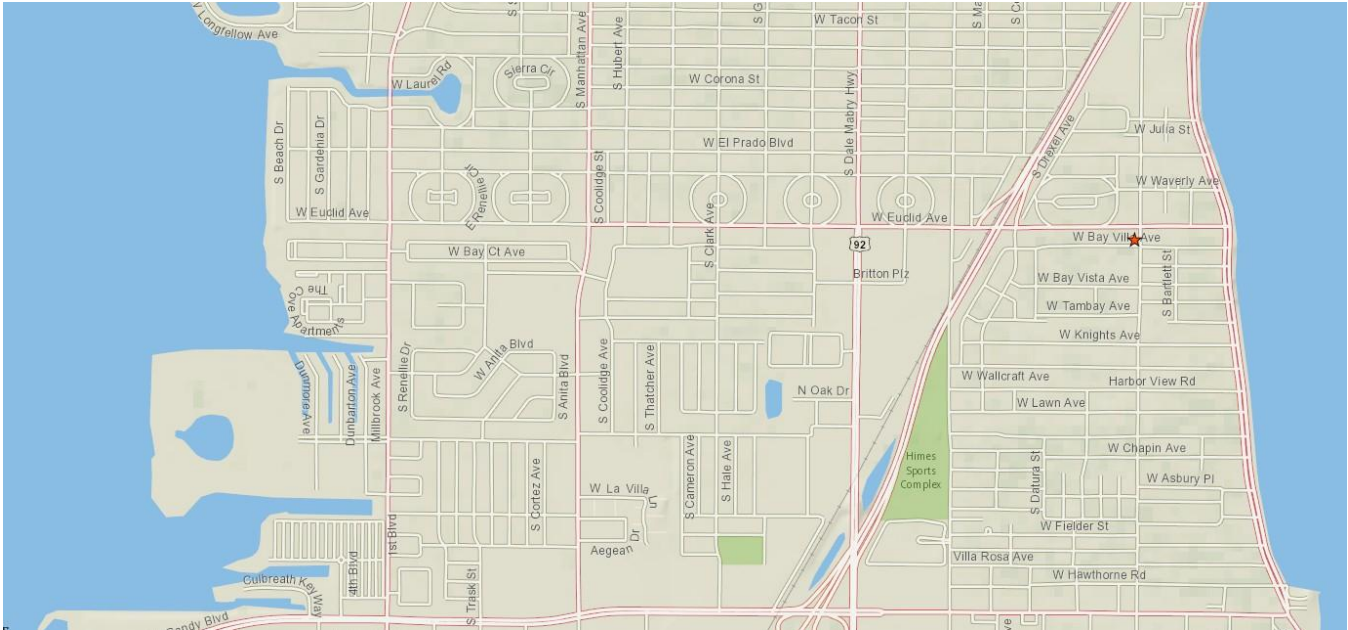 Longfellow Ave
W Tacon St
Sierra Cir
W Laurel Rd
W Corona St
S Manhattan Ave
S Hubert Ave
S Dale Mabry Hwy
W Julia St
S Beach Dr
S Gardenia Dr
W El Prado Blvd
S Drexel Ave
S Coolidge St
E Renellie Cir
W Waverly Ave
W Euclid Ave
S Clark Ave
W Euclid Ave
W Bay Villa Ave
92
W Bay Ct Ave
Britton Plz
W Bay Vista Ave
S Bartlett St
The Cove Apartments
W Tambay Ave
W Knights Ave
W Anita Blvd
S Renellie Dr
S Anita Blvd
S Coolidge Ave
S Thatcher Ave
Dunmore Ave
Dunbarton Ave
Millbrook Ave
W Wallcraft Ave
Harbor View Rd
N Oak Dr
W Lawn Ave
W Chapin Ave
Himes
Sports
Complex
S Cameron Ave
S Hale Ave
S Datura St
W Asbury Pl
S Cortez Ave
W La Villa Ln
1st Blvd
W Fielder St
Aegean Dr
Villa Rosa Ave
4th Blvd
Culbreath Key Way
S Trask St
W Hawthorne Rd